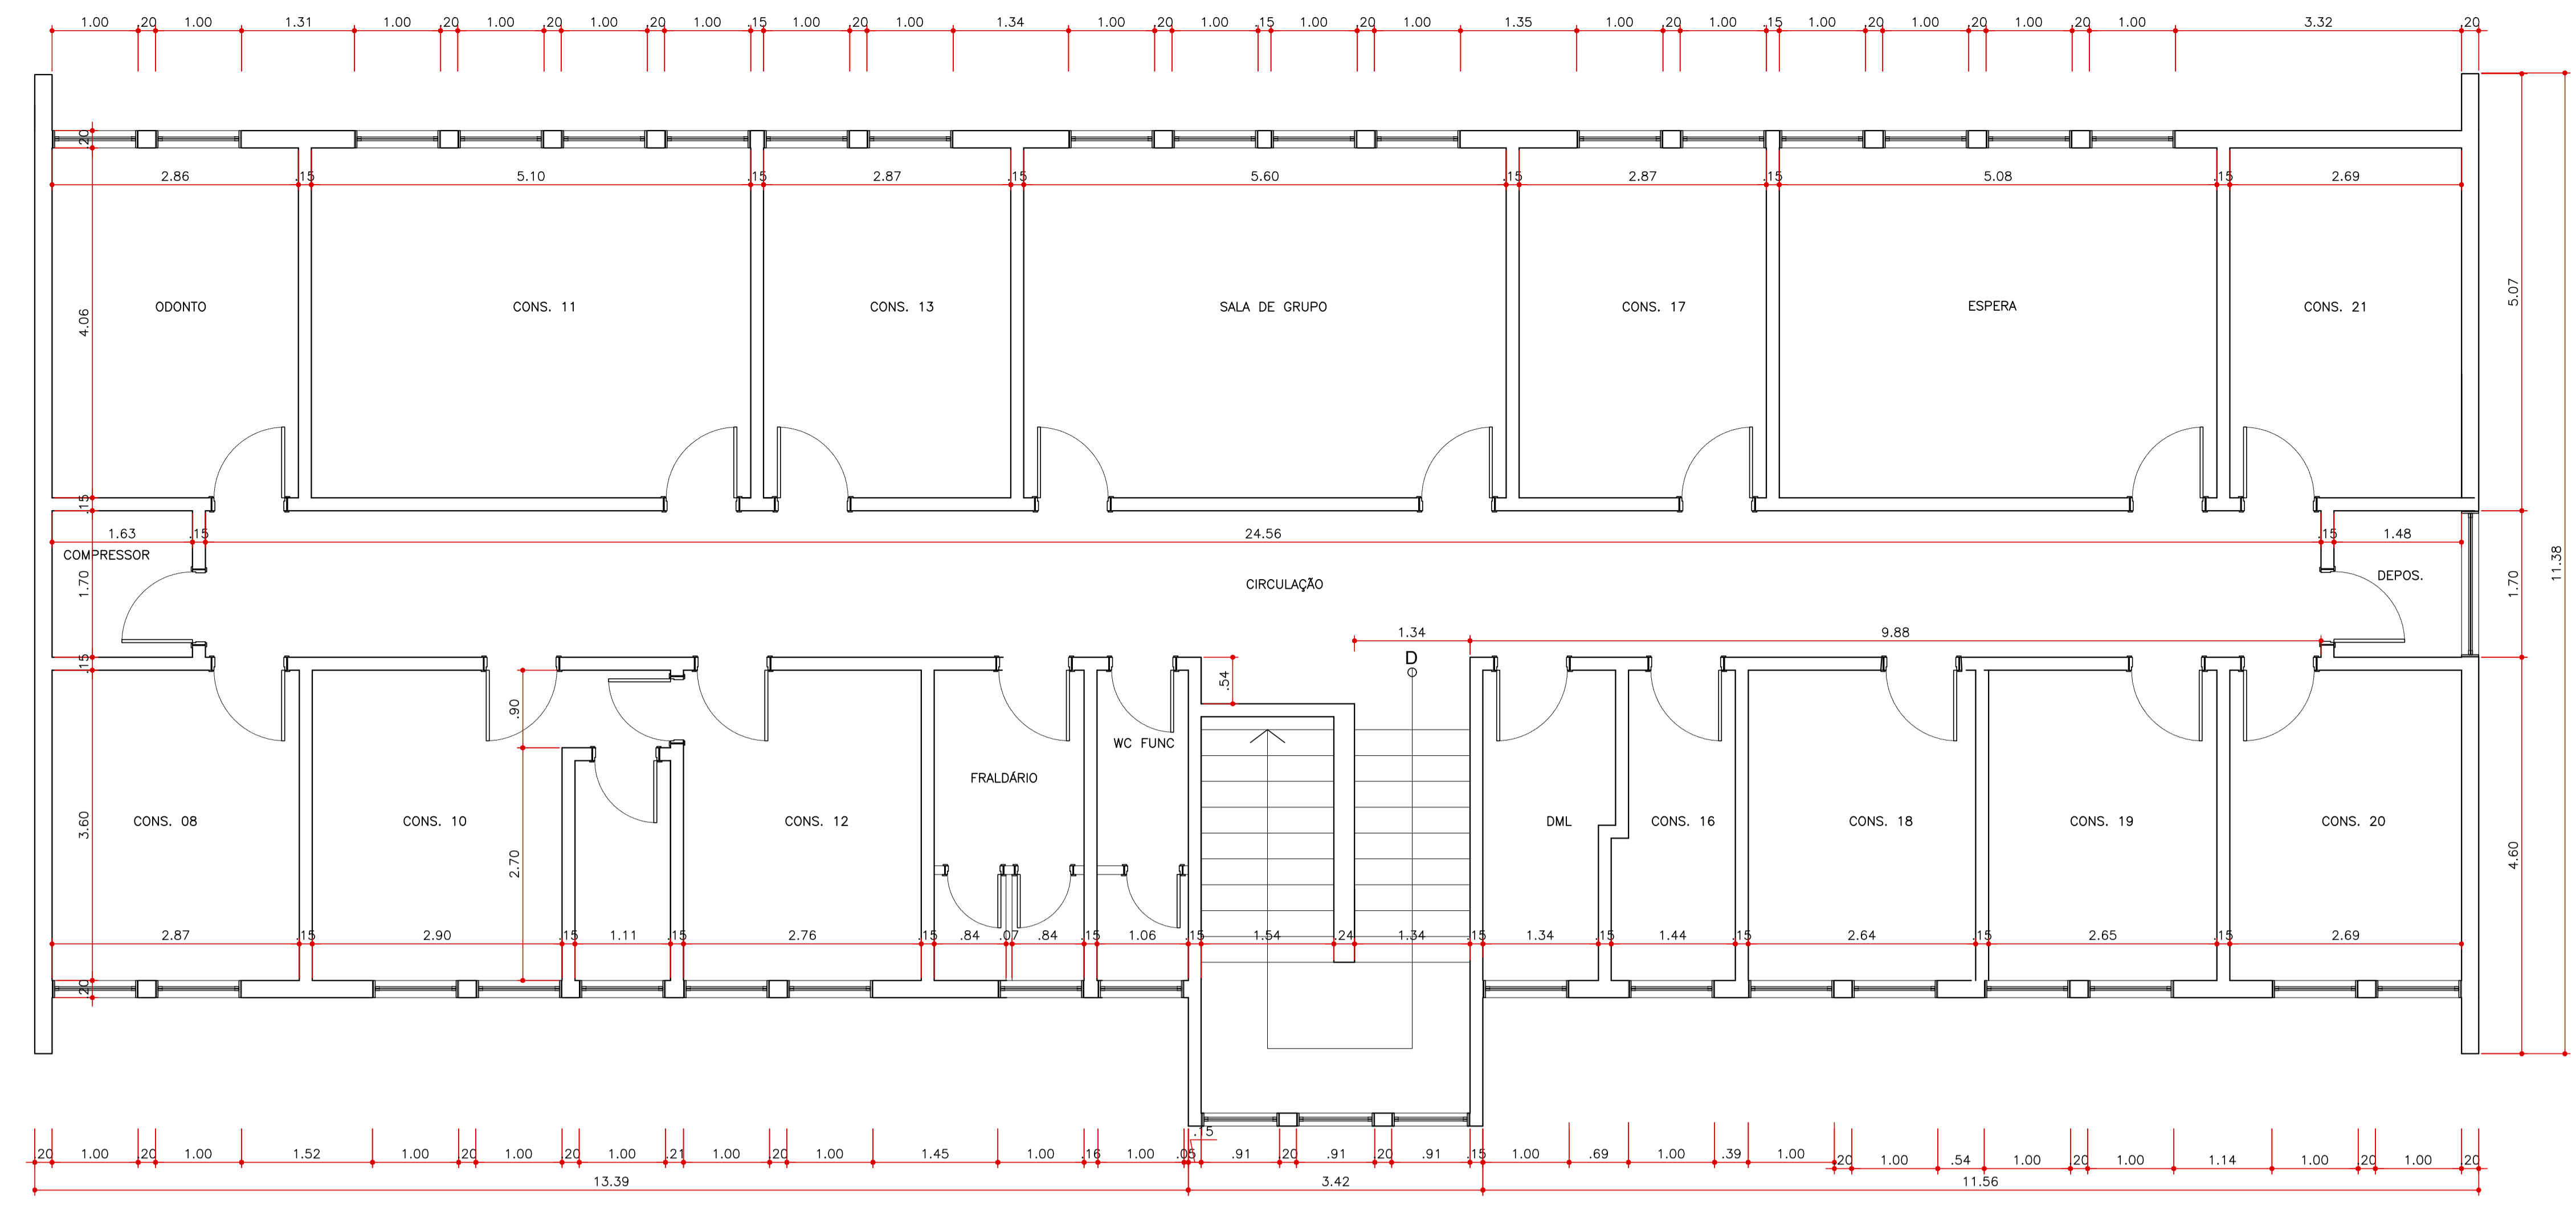 1.00 .20 1.00 1.31 1.00 .20 1.00 .20 1.00 .20 1.00 .15 1.00 .20 1.00 1.34 1.00 .20 1.00 .15 1.00 .20 1.00 1.35 1.00 .20 1.00 .15 1.00 .20 1.00 .20 1.00 .20 1.00 3.32 .20
.20
2.86 .15 5.10 .15 2.87 .15 5.60 .15 2.87 .15 5.08 .15 2.69
5.07
ODONTO CONS. 11 CONS. 13 SALA DE GRUPO CONS. 17 ESPERA CONS. 21
4.06
.15
1.63 .15 24.56 .15 1.48
COMPRESSOR
11.38
1.70
CIRCULAÇÃO
DEPOS.
1.70
1.34 9.88
.15
D
.54
.90
WC FUNC
FRALDÁRIO
3.60
CONS. 08 CONS. 10 CONS. 12 DML CONS. 16 CONS. 18 CONS. 19 CONS. 20
4.60
2.70
2.87 .15 2.90 .15 1.11 .15 2.76 .15 .84 .07 .84 .15 1.06 .15 1.54 .24 1.34 .15 1.34 .15 1.44 .15 2.64 .15 2.65 .15 2.69
.20
.15
.20 1.00 .20 1.00 1.52 1.00 .20 1.00 .20 1.00 .21 1.00 .20 1.00 1.45 1.00 .16 1.00 .05 .91 .20 .91 .20 .91 .15 1.00 .69 1.00 .39 1.00 .20 1.00 .54 1.00 .20 1.00 1.14 1.00 .20 1.00 .20
13.39 3.42 11.56